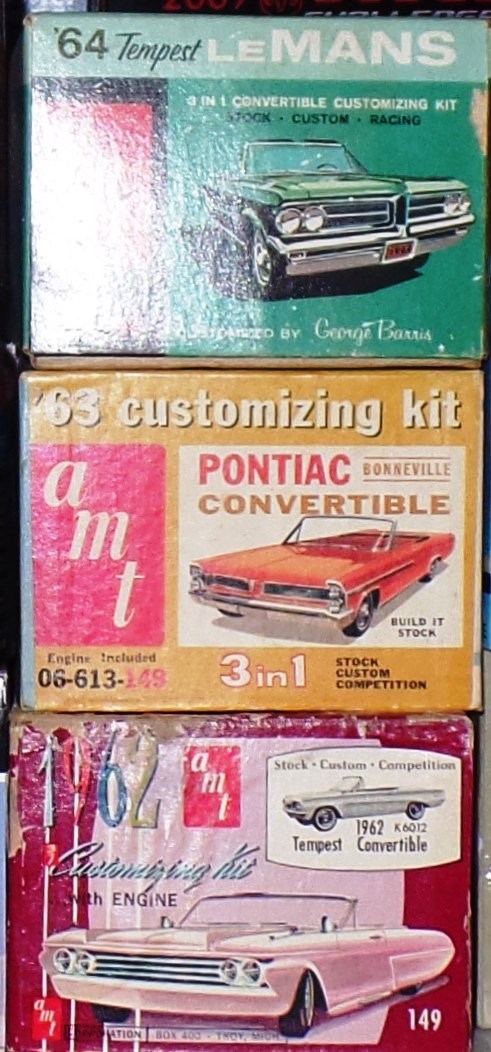 '64 Tempest LEMANS
3 IN 1 CONVERTIBLE CUSTOMIZING KIT
STOCK · CUSTOM · RACING
CUSTOMIZED BY George Barris
'63 customizing kit
amt
PONTIAC BONNEVILLE
CONVERTIBLE
BUILD IT
STOCK
Engine Included
06-613-149
3 in 1
STOCK
CUSTOM
COMPETITION
1962
amt
Stock · Custom · Competition
1962 K6012
Tempest Convertible
Customizing Kit
with ENGINE
amt
CORPORATION BOX 400 · TROY, MICH.
149